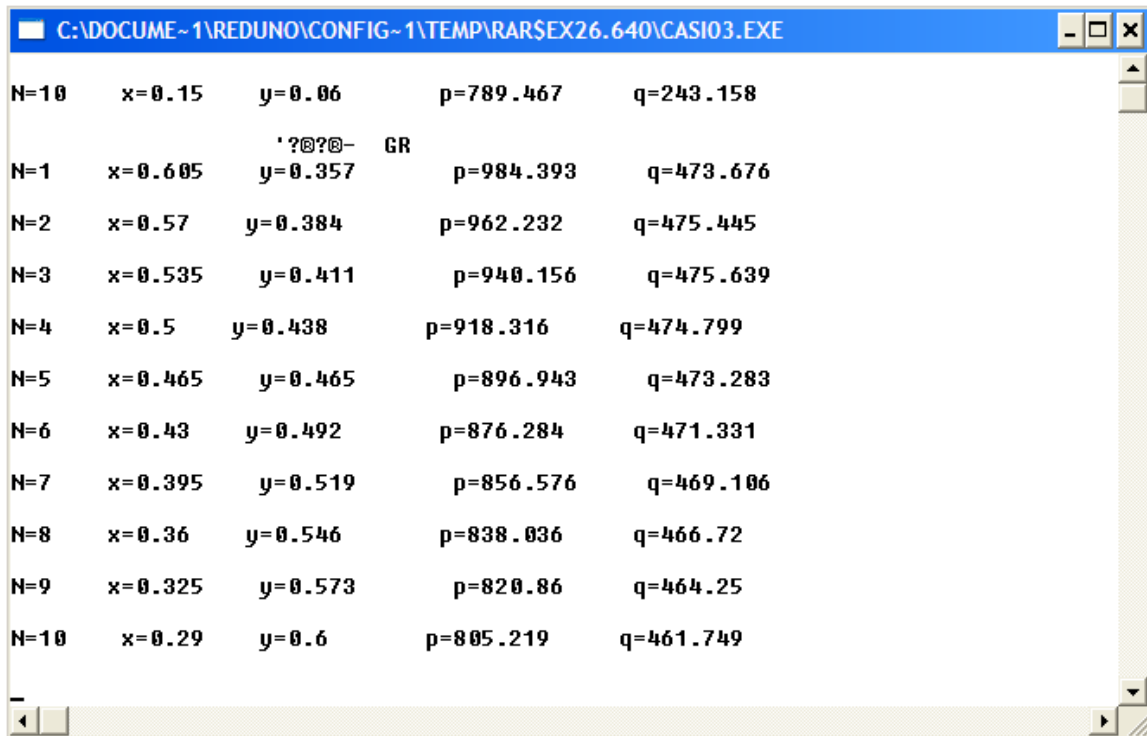 C:\DOCUME~1\REDUNO\CONFIG~1\TEMP\RAR$EX26.640\CASI03.EXE
N=10 x=0.15 y=0.06 p=789.467 q=243.158
'?®?®- GR
N=1 x=0.605 y=0.357 p=984.393 q=473.676
N=2 x=0.57 y=0.384 p=962.232 q=475.445
N=3 x=0.535 y=0.411 p=940.156 q=475.639
N=4 x=0.5 y=0.438 p=918.316 q=474.799
N=5 x=0.465 y=0.465 p=896.943 q=473.283
N=6 x=0.43 y=0.492 p=876.284 q=471.331
N=7 x=0.395 y=0.519 p=856.576 q=469.106
N=8 x=0.36 y=0.546 p=838.036 q=466.72
N=9 x=0.325 y=0.573 p=820.86 q=464.25
N=10 x=0.29 y=0.6 p=805.219 q=461.749